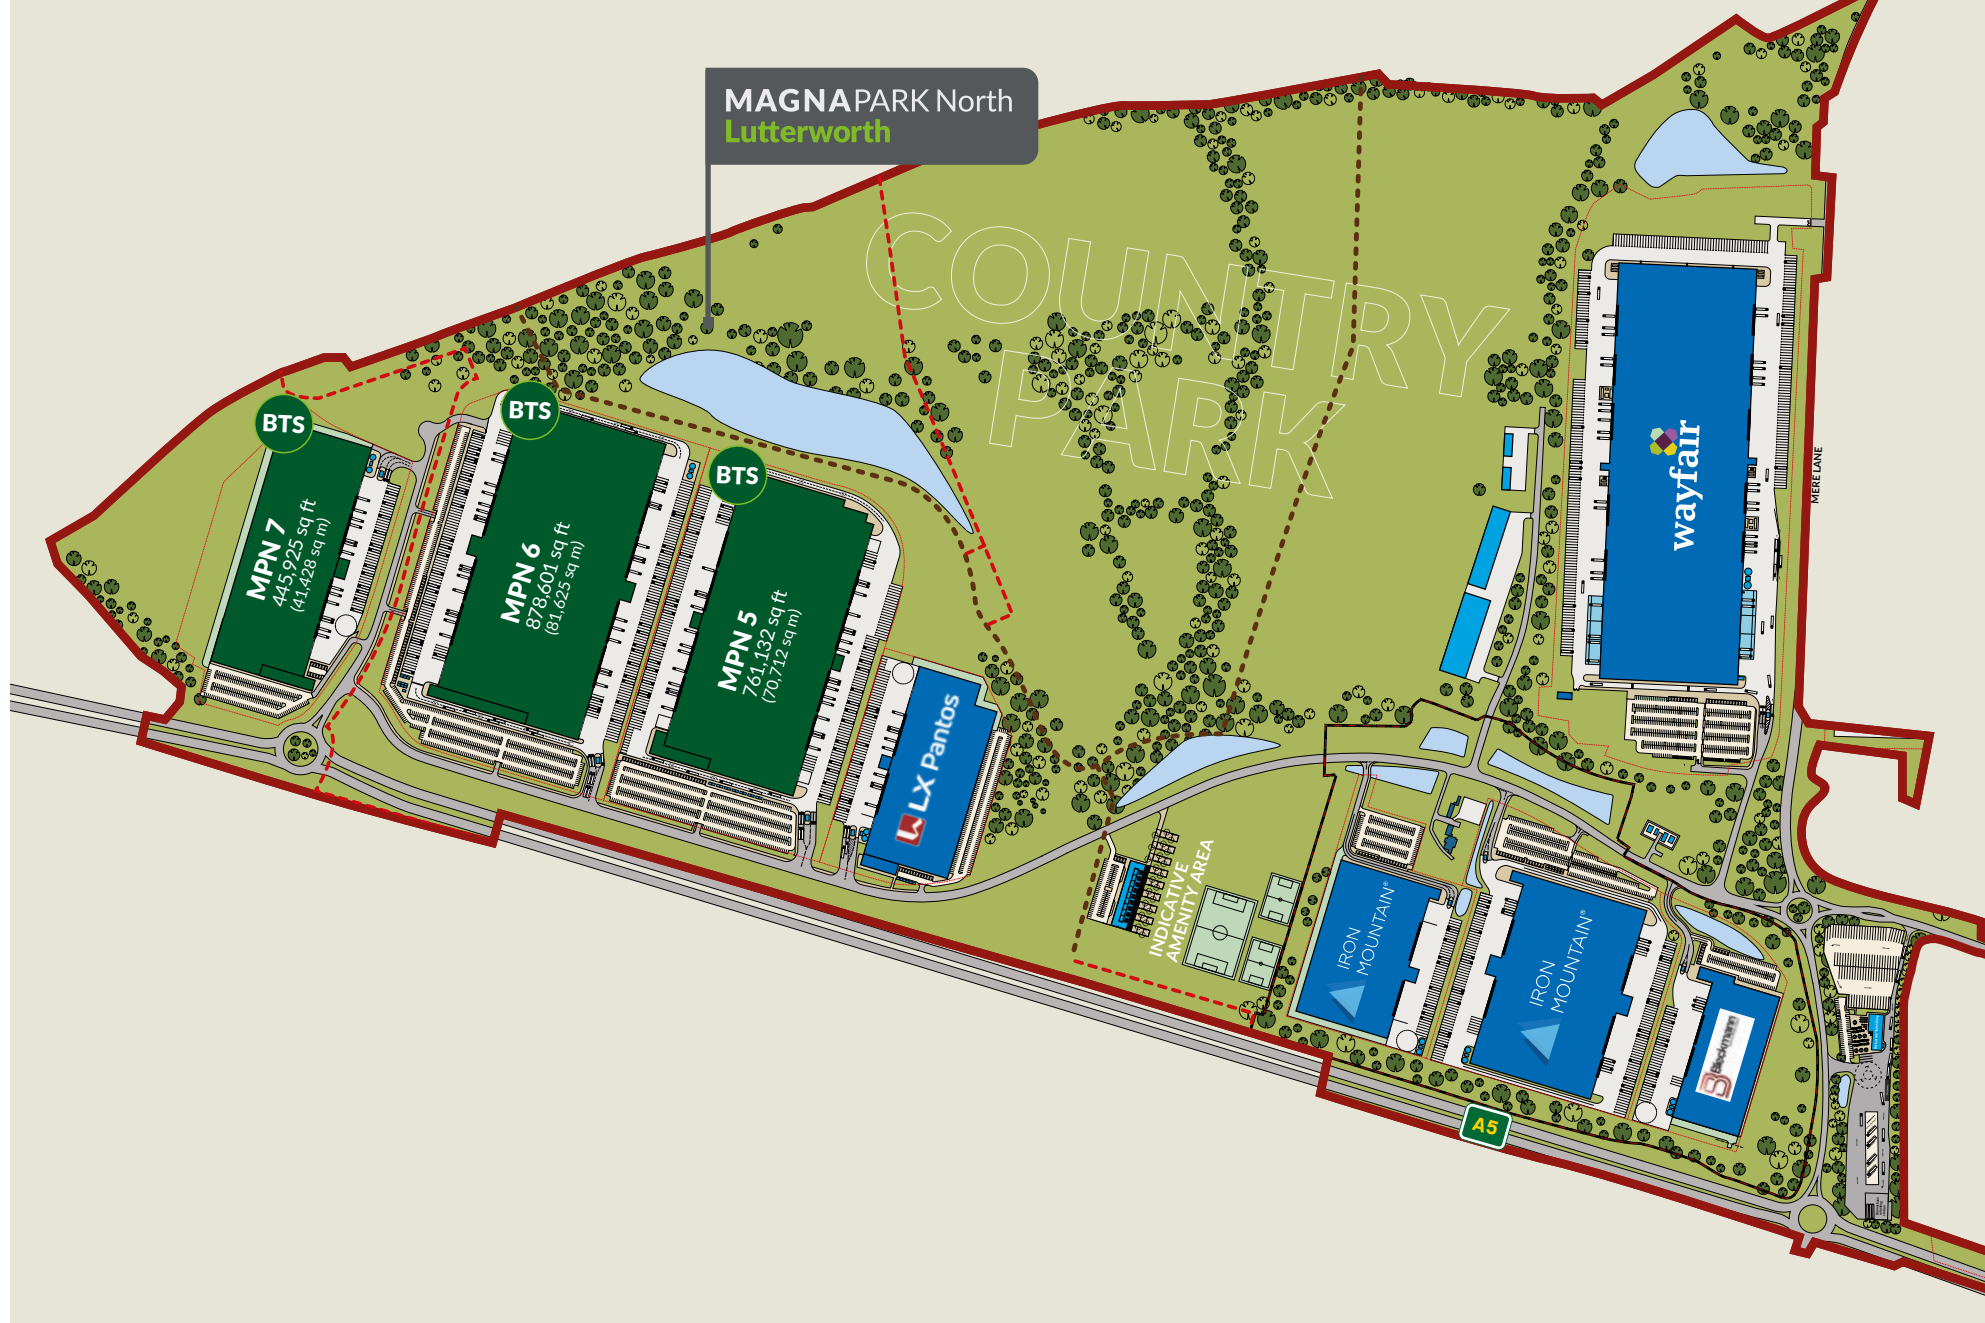 MAGNAPARK North
Lutterworth
COUNTRY
PARK
BTS
MPN 7
445,925 sq ft
(41,428 sq m)
BTS
MPN 6
878,601 sq ft
(81,625 sq m)
BTS
MPN 5
761,132 sq ft
(70,712 sq m)
LX Pantos
wayfair
MERE LANE
INDICATIVE
AMENITY AREA
IRON
MOUNTAIN®
IRON
MOUNTAIN®
Bleckmann
A5